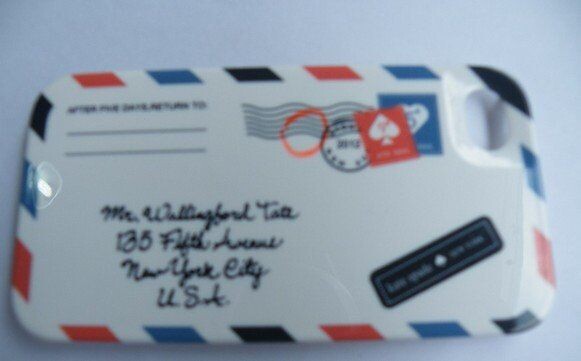 AFTER FIVE DAYS, RETURN TO:
2012
5¢
Mr. Wallingford Tate
135 Fifth Avenue
New York City
U.S.A.
kate spade NEW YORK